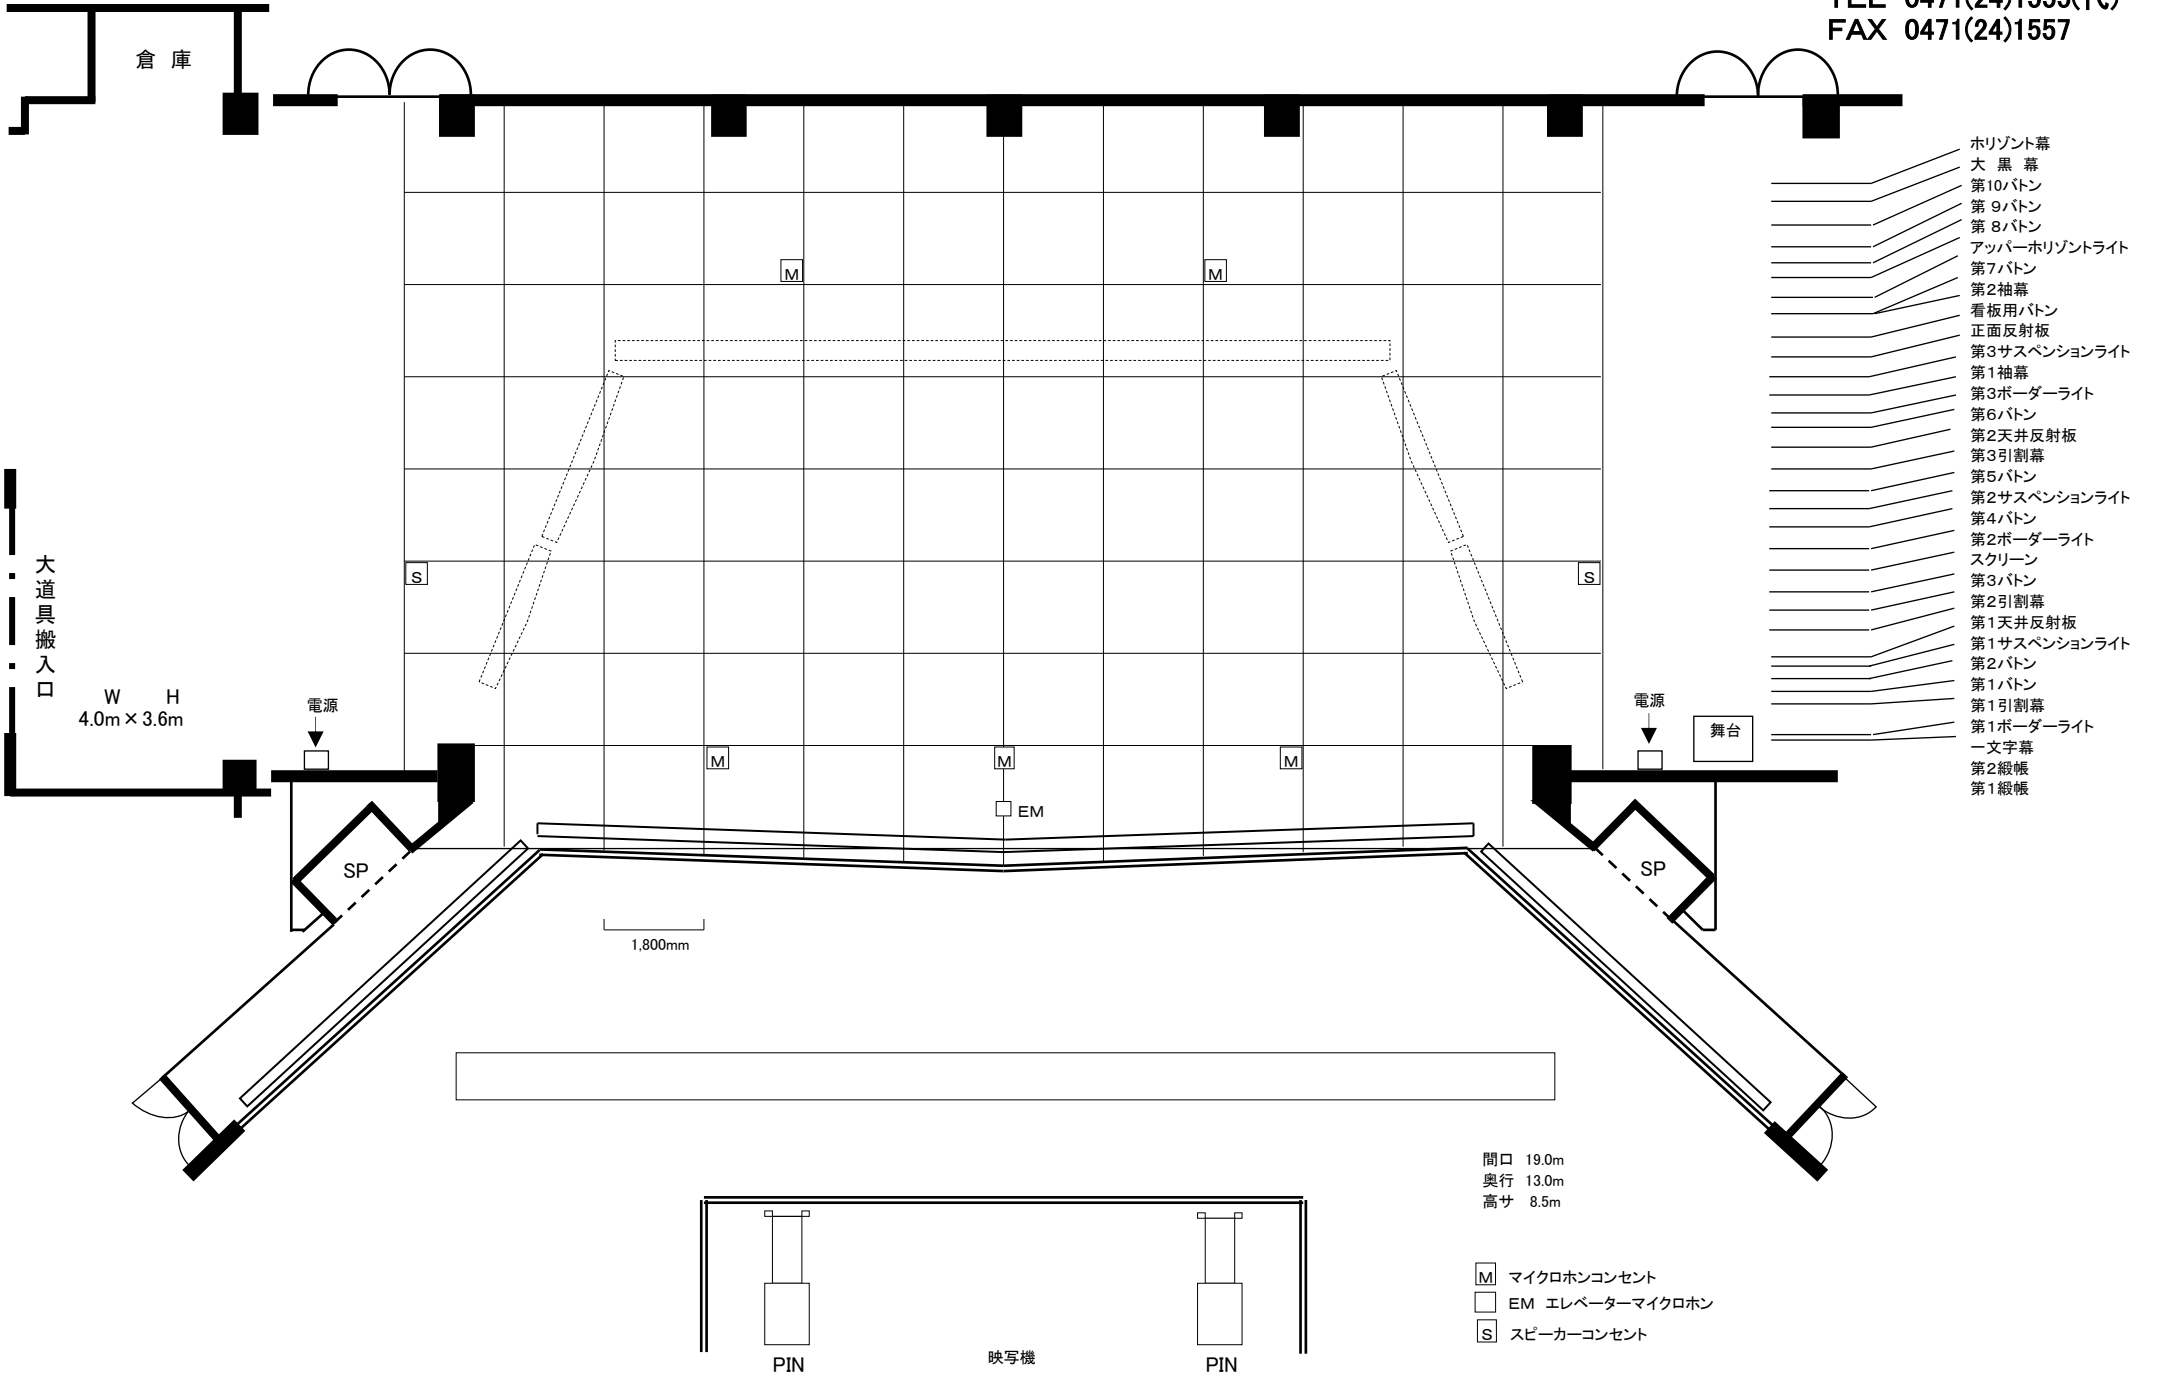 FAX 0471(24)1557
倉 庫
ホリゾント幕
大 黒 幕
第10バトン
第 9バトン
第 8バトン
アッパーホリゾントライト
第7バトン
第2袖幕
看板用バトン
正面反射板
第3サスペンションライト
第1袖幕
第3ボーダーライト
第6バトン
第2天井反射板
第3引割幕
第5バトン
第2サスペンションライト
第4バトン
第2ボーダーライト
スクリーン
第3バトン
第2引割幕
第1天井反射板
第1サスペンションライト
第2バトン
第1バトン
第1引割幕
第1ボーダーライト
一文字幕
第2緞帳
第1緞帳
M
M
S
S
大道具搬入口
W H
4.0m×3.6m
電源
電源
舞台
M
M
M
EM
SP
SP
1,800mm
間口 19.0m
奥行 13.0m
高サ 8.5m
M マイクロホンコンセント
EM エレベーターマイクロホン
S スピーカーコンセント
PIN
映写機
PIN